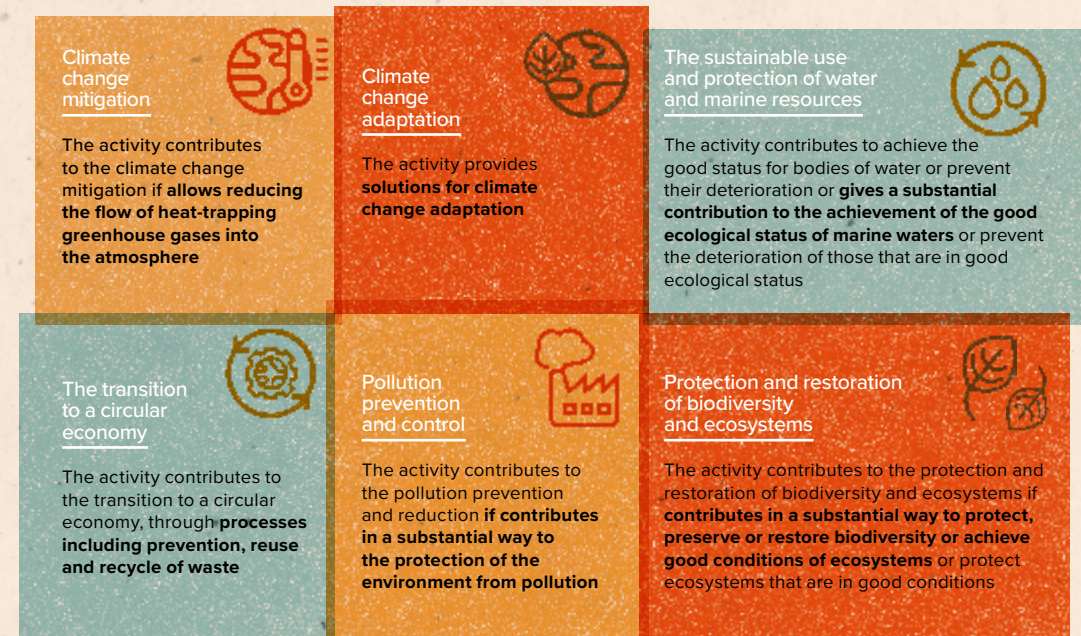 Climate
change
mitigation
The activity contributes
to the climate change
mitigation if allows reducing
the flow of heat-trapping
greenhouse gases into
the atmosphere
Climate
change
adaptation
The activity provides
solutions for climate
change adaptation
The sustainable use
and protection of water
and marine resources
The activity contributes to achieve the
good status for bodies of water or prevent
their deterioration or gives a substantial
contribution to the achievement of the good
ecological status of marine waters or prevent
the deterioration of those that are in good
ecological status
The transition
to a circular
economy
The activity contributes to
the transition to a circular
economy, through processes
including prevention, reuse
and recycle of waste
Pollution
prevention
and control
The activity contributes to
the pollution prevention
and reduction if contributes
in a substantial way to
the protection of the
environment from pollution
Protection and restoration
of biodiversity
and ecosystems
The activity contributes to the protection and
restoration of biodiversity and ecosystems if
contributes in a substantial way to protect,
preserve or restore biodiversity or achieve
good conditions of ecosystems or protect
ecosystems that are in good conditions